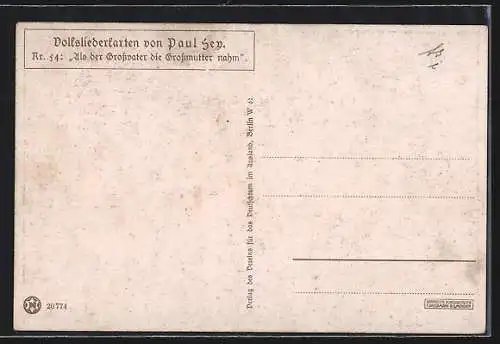 Volksliederkarten von Paul Hey.
Nr. 54: „Als der Großvater die Großmutter nahm".
Verlag des Vereins für das Deutschtum im Ausland, Berlin W 62
20774